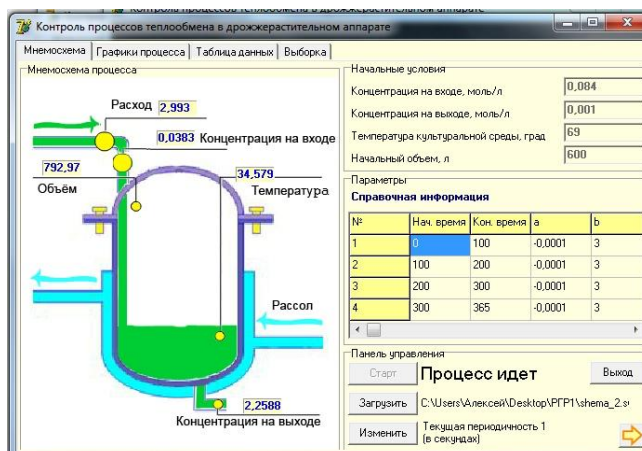 Контроль процессов теплообмена в дрожжерастительном аппарате
Мнемосхема Графики процесса Таблица данных Выборка
Мнемосхема процесса
Расход 2,993
0,0383 Концентрация на входе
792,97
Объём
34,579
Температура
Рассол
2,2588
Концентрация на выходе
Начальные условия
Концентрация на входе, моль/л 0,084
Концентрация на выходе, моль/л 0,001
Температура культуральной среды, град 69
Начальный объем, л 600
Параметры
Справочная информация
№ Нач. время Кон. время a b
1 0 100 -0,0001 3
2 100 200 -0,0001 3
3 200 300 -0,0001 3
4 300 365 -0,0001 3
Панель управления
Старт Процесс идет Выход
Загрузить C:\Users\Алексей\Desktop\РГР1\shema_2.s
Изменить Текущая периодичность 1
(в секундах)